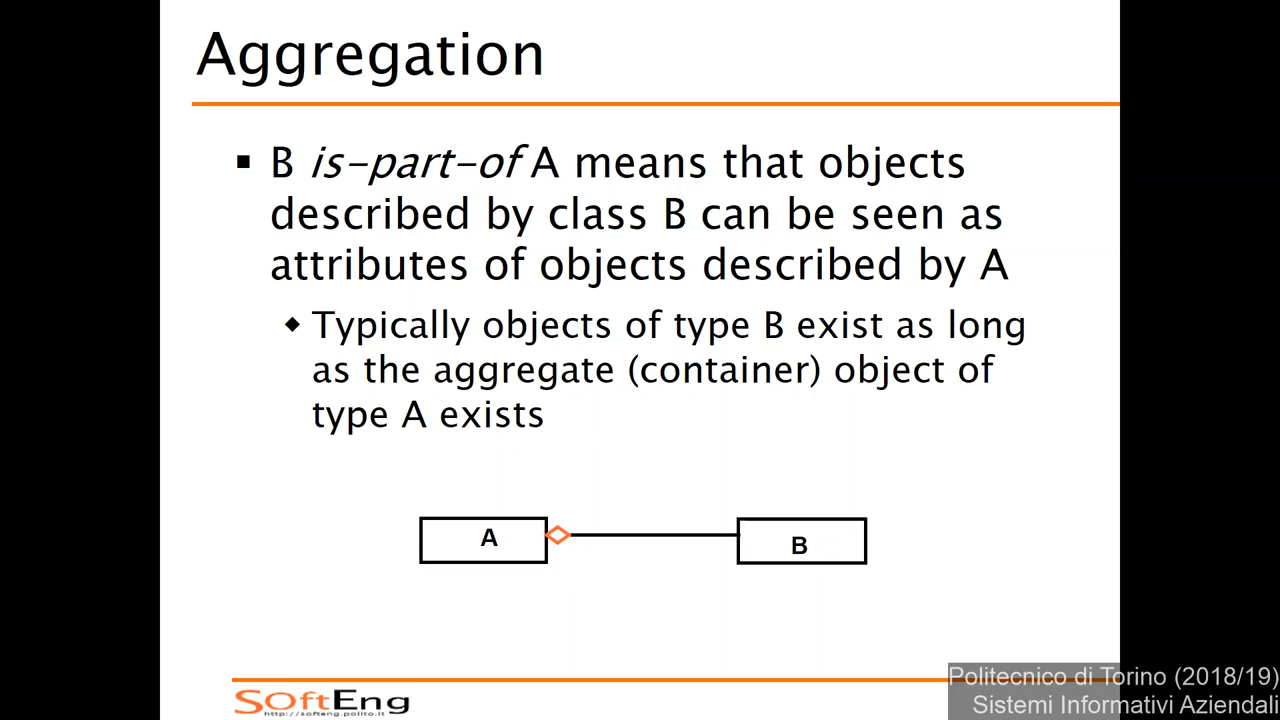 Aggregation
▪ B is-part-of A means that objects
described by class B can be seen as
attributes of objects described by A
◆ Typically objects of type B exist as long
as the aggregate (container) object of
type A exists
A
B
SOftEng
http://softeng.polito.it
Politecnico di Torino (2018/19)
Sistemi Informativi Aziendali